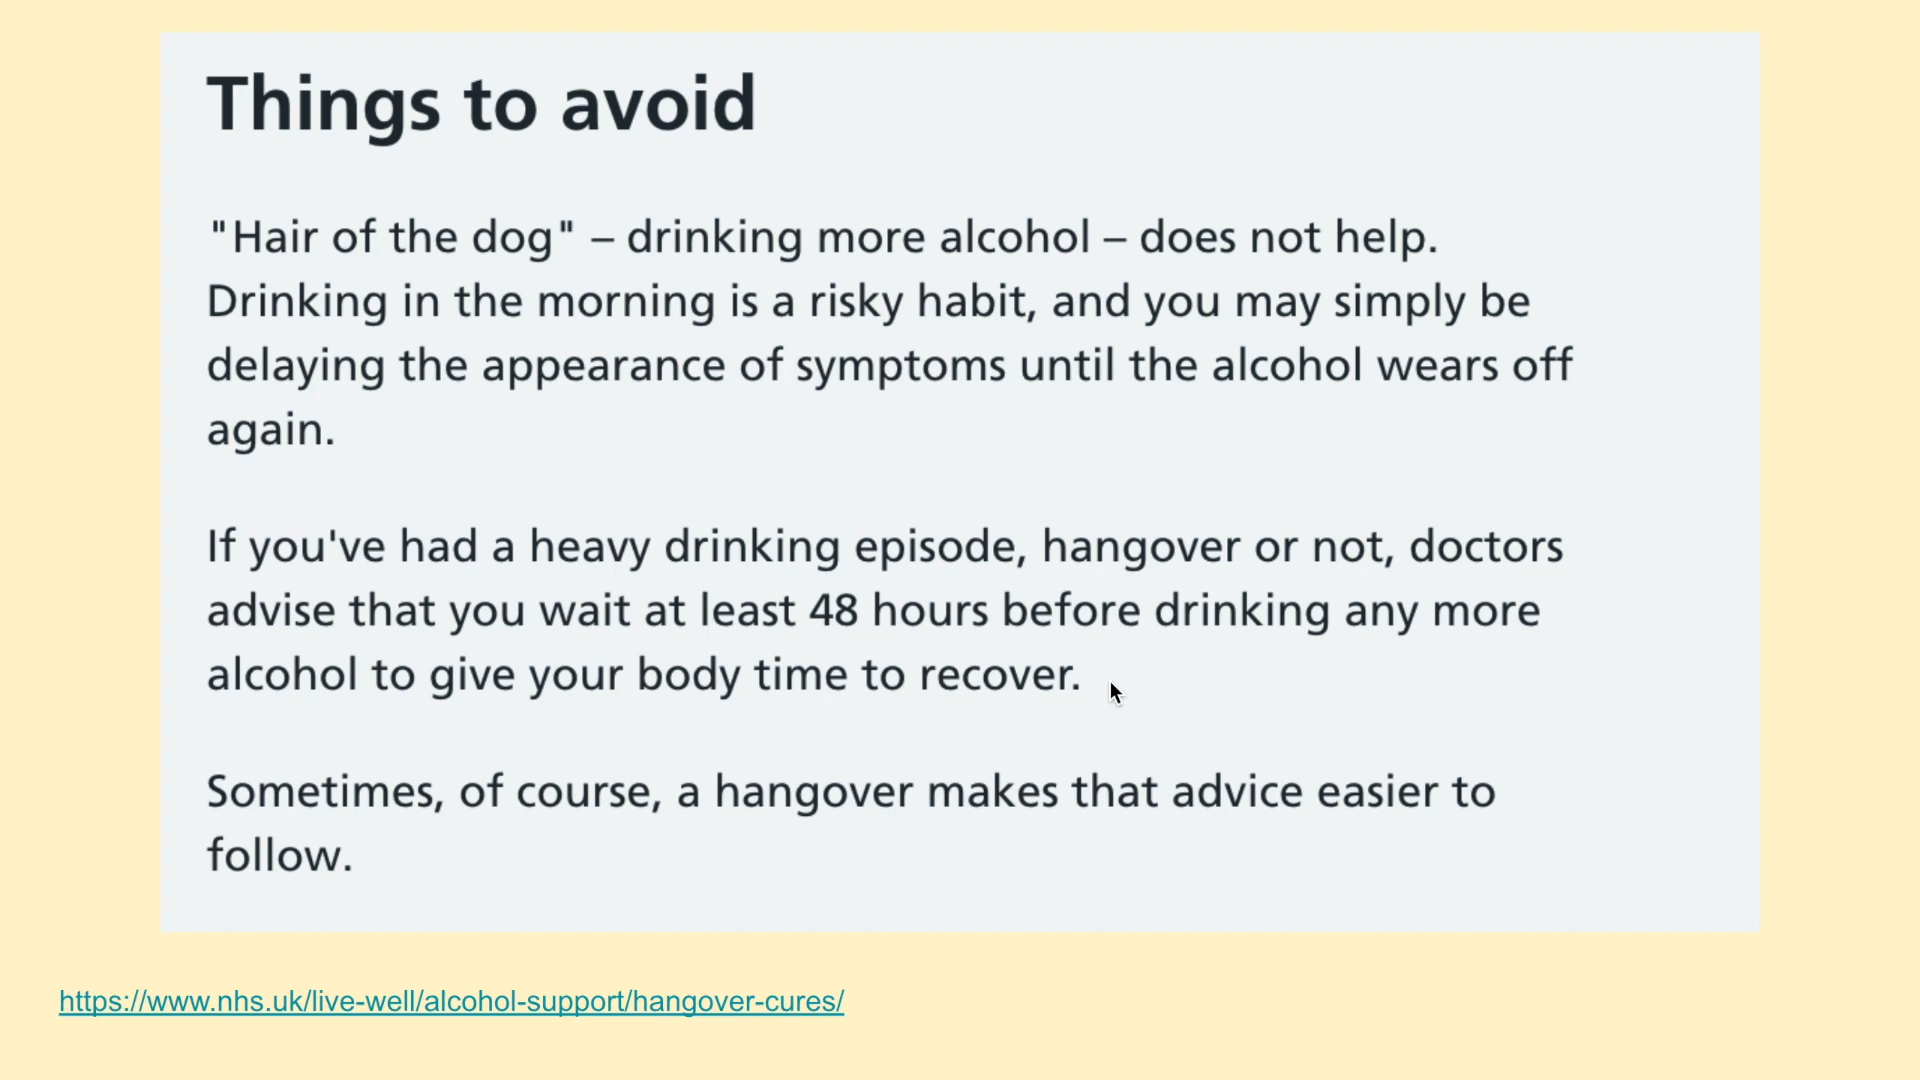 Things to avoid
"Hair of the dog" – drinking more alcohol – does not help.
Drinking in the morning is a risky habit, and you may simply be
delaying the appearance of symptoms until the alcohol wears off
again.
If you've had a heavy drinking episode, hangover or not, doctors
advise that you wait at least 48 hours before drinking any more
alcohol to give your body time to recover.
Sometimes, of course, a hangover makes that advice easier to
follow.
https://www.nhs.uk/live-well/alcohol-support/hangover-cures/